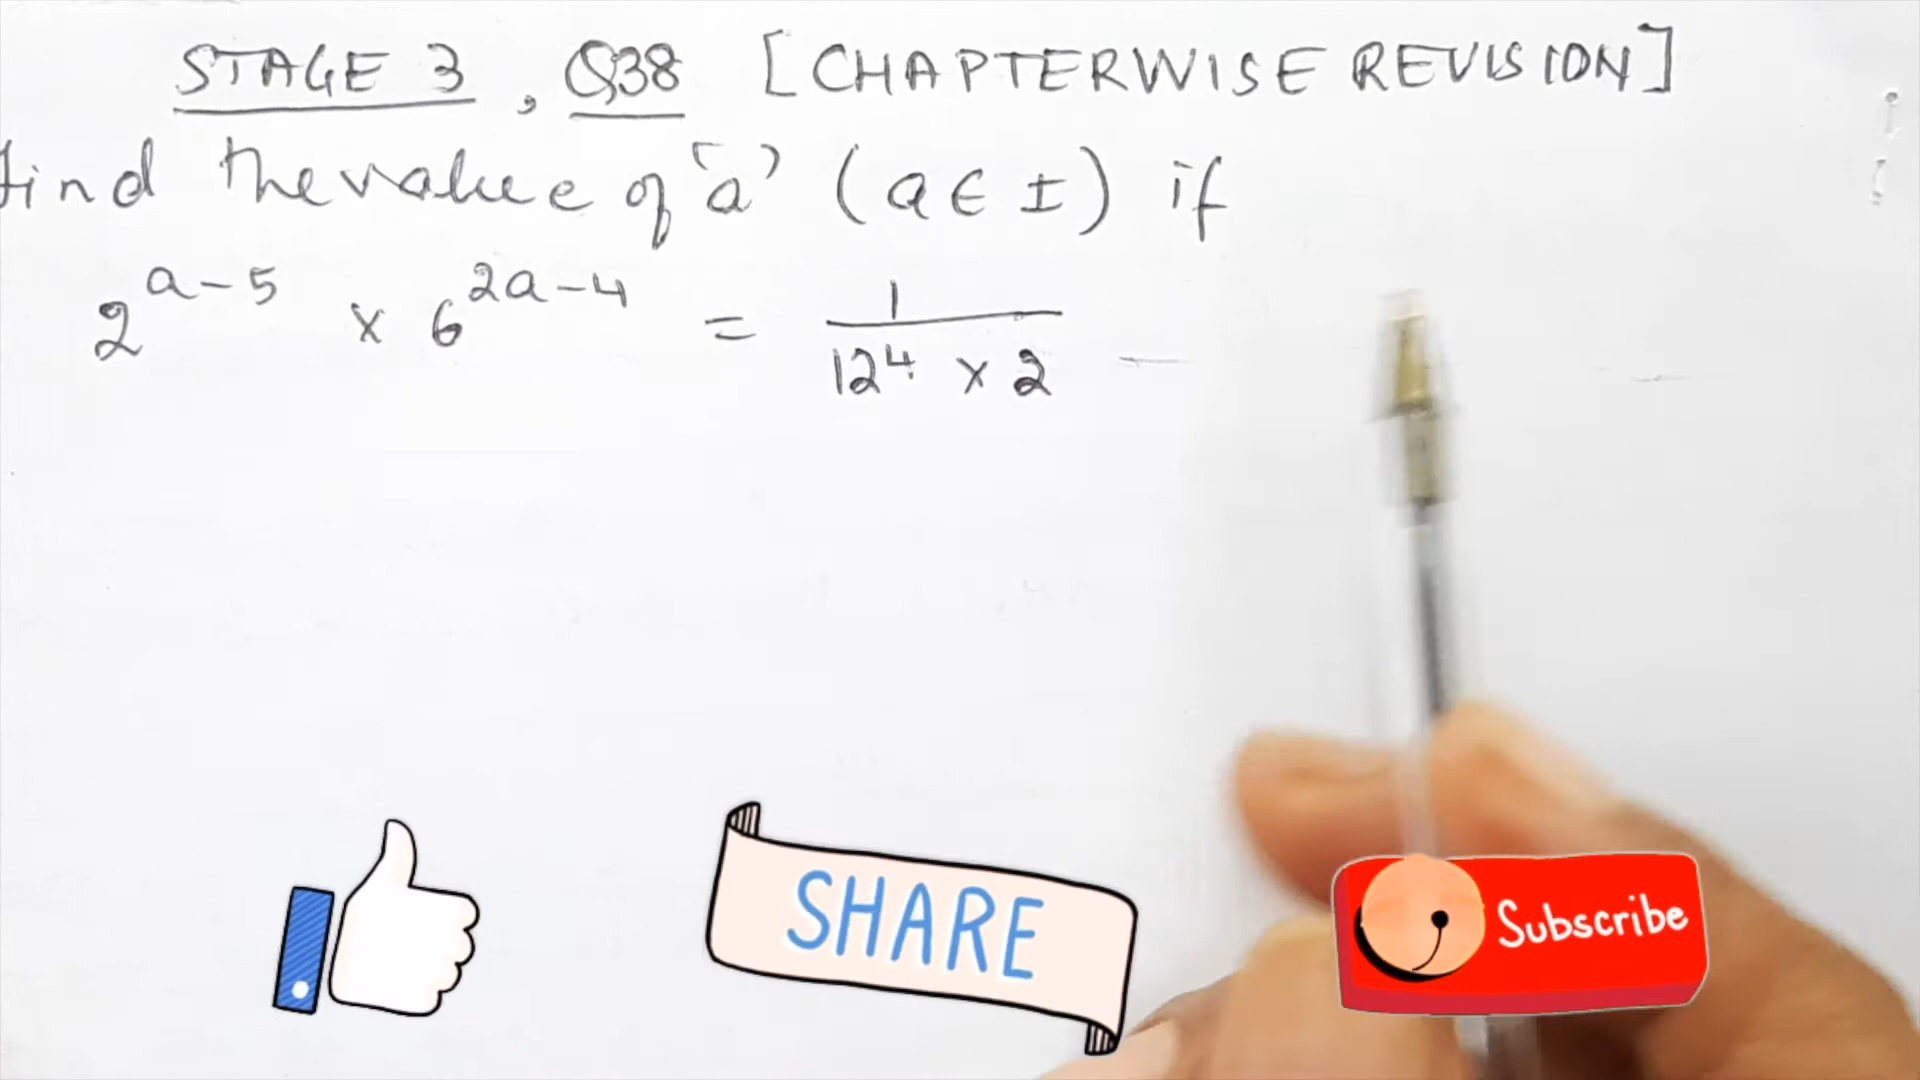 STAGE 3, Q38 [CHAPTERWISE REVISION]
find the value of 'a' (a ∈ I) if
2^{a-5} × 6^{2a-4} = \frac{1}{12^4 × 2}
SHARE
Subscribe